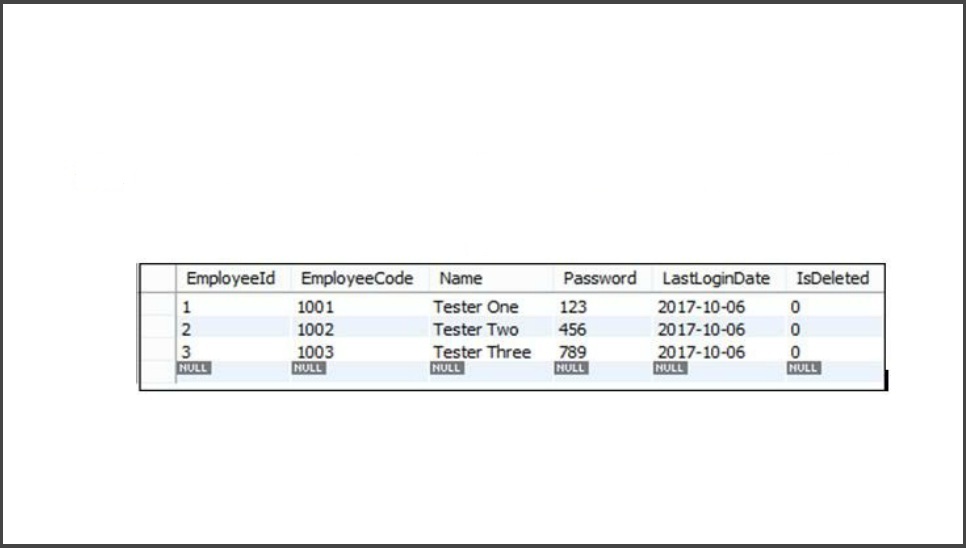 EmployeeId EmployeeCode Name Password LastLoginDate IsDeleted
1 1001 Tester One 123 2017-10-06 0
2 1002 Tester Two 456 2017-10-06 0
3 1003 Tester Three 789 2017-10-06 0
NULL NULL NULL NULL NULL NULL